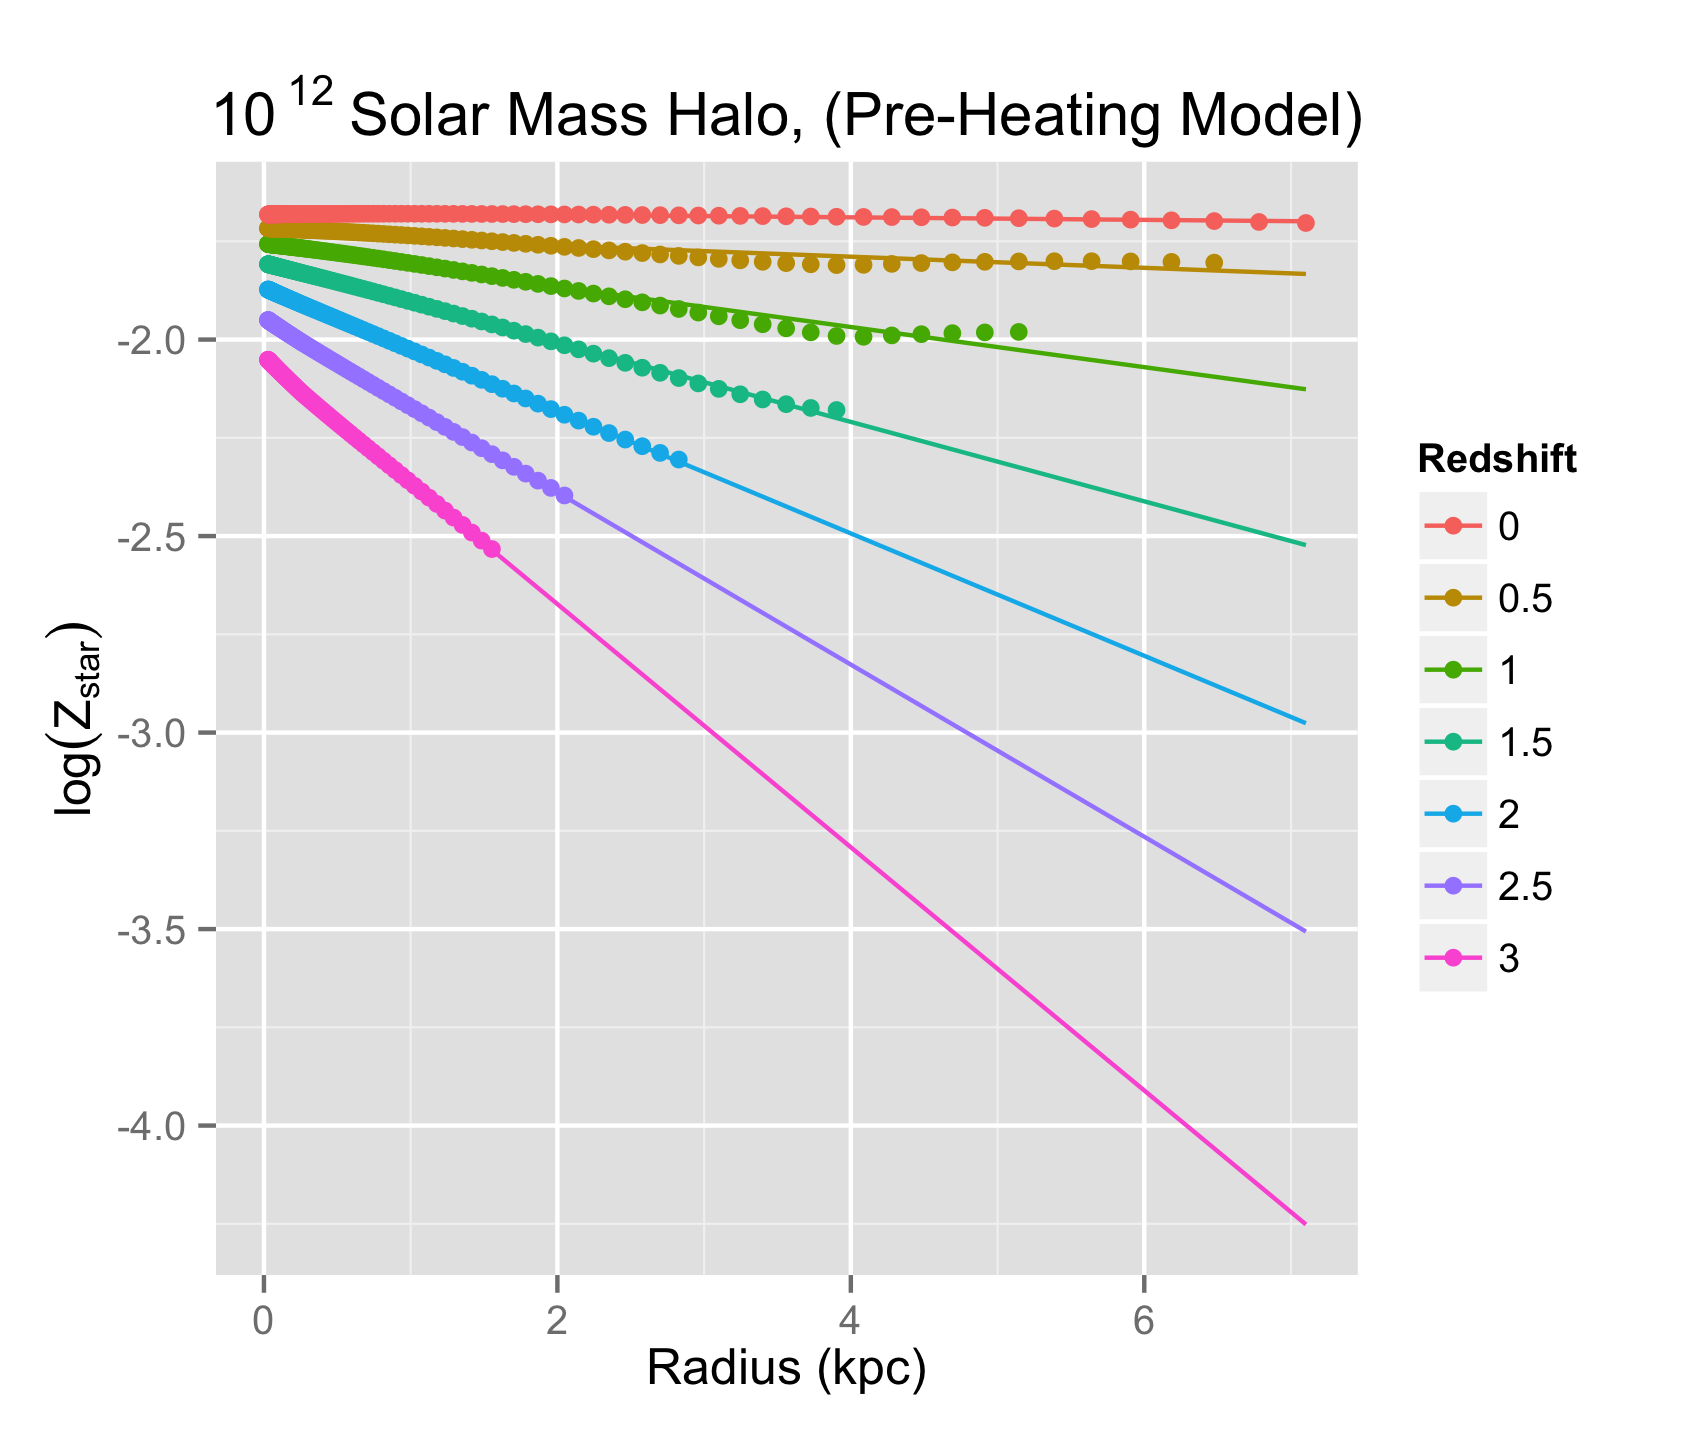 10 12 Solar Mass Halo, (Pre-Heating Model)
-2.0
-2.5
-3.0
-3.5
-4.0
log(Zstar)
0 2 4 6
Radius (kpc)
Redshift
0
0.5
1
1.5
2
2.5
3